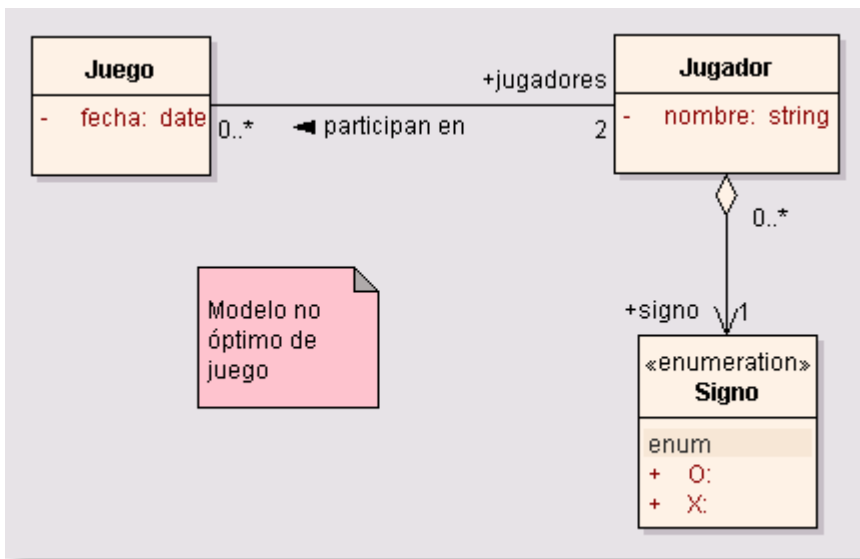 Juego
- fecha: date
0..*
participan en
+jugadores
2
Jugador
- nombre: string
0..*
+signo
1
«enumeration»
Signo
enum
+ O:
+ X:
Modelo no
óptimo de
juego